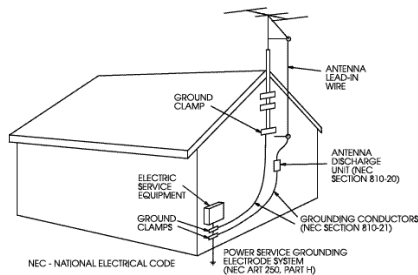 ANTENNA
LEAD-IN
WIRE
GROUND
CLAMP
ANTENNA
DISCHARGE
UNIT (NEC
SECTION 810-20)
ELECTRIC
SERVICE
EQUIPMENT
GROUNDING CONDUCTORS
(NEC SECTION 810-21)
GROUND
CLAMPS
POWER SERVICE GROUNDING
ELECTRODE SYSTEM
(NEC ART 250, PART H)
NEC - NATIONAL ELECTRICAL CODE